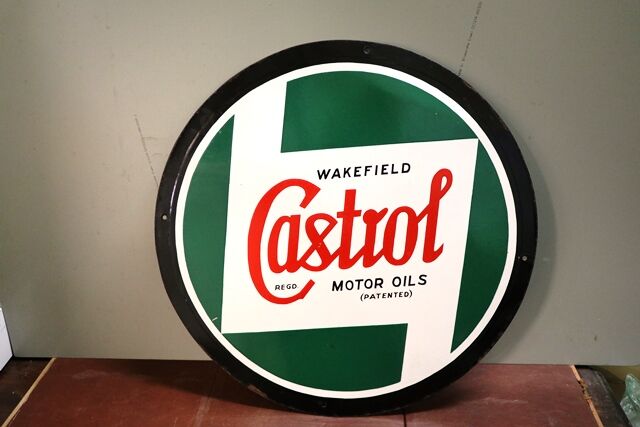 WAKEFIELD
Castrol
REGD
MOTOR OILS
(PATENTED)